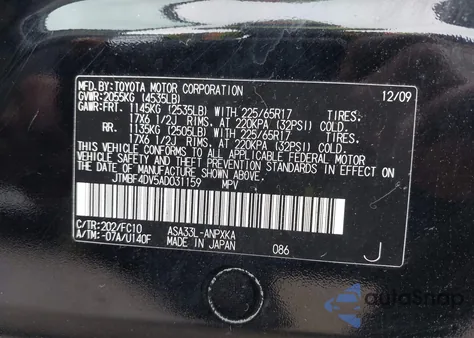 MFD.BY:TOYOTA MOTOR CORPORATION 12/09
GVWR:2055KG (4535LB)
GAWR:FRT. 1145KG (2535LB) WITH 225/65R17 TIRES.
17X6 1/2J RIMS, AT 220KPA (32PSI) COLD.
RR. 1135KG (2505LB) WITH 225/65R17 TIRES.
17X6 1/2J RIMS, AT 220KPA (32PSI) COLD.
THIS VEHICLE CONFORMS TO ALL APPLICABLE FEDERAL MOTOR
VEHICLE SAFETY AND THEFT PREVENTION STANDARDS IN EFFECT ON
THE DATE OF MANUFACTURE SHOWN ABOVE.
JTMBF4DV5AD031159 MPV
C/TR:202/FC10 ASA33L-ANPXKA
A/TM:-07A/U140F MADE IN JAPAN 086 J
autoSnap